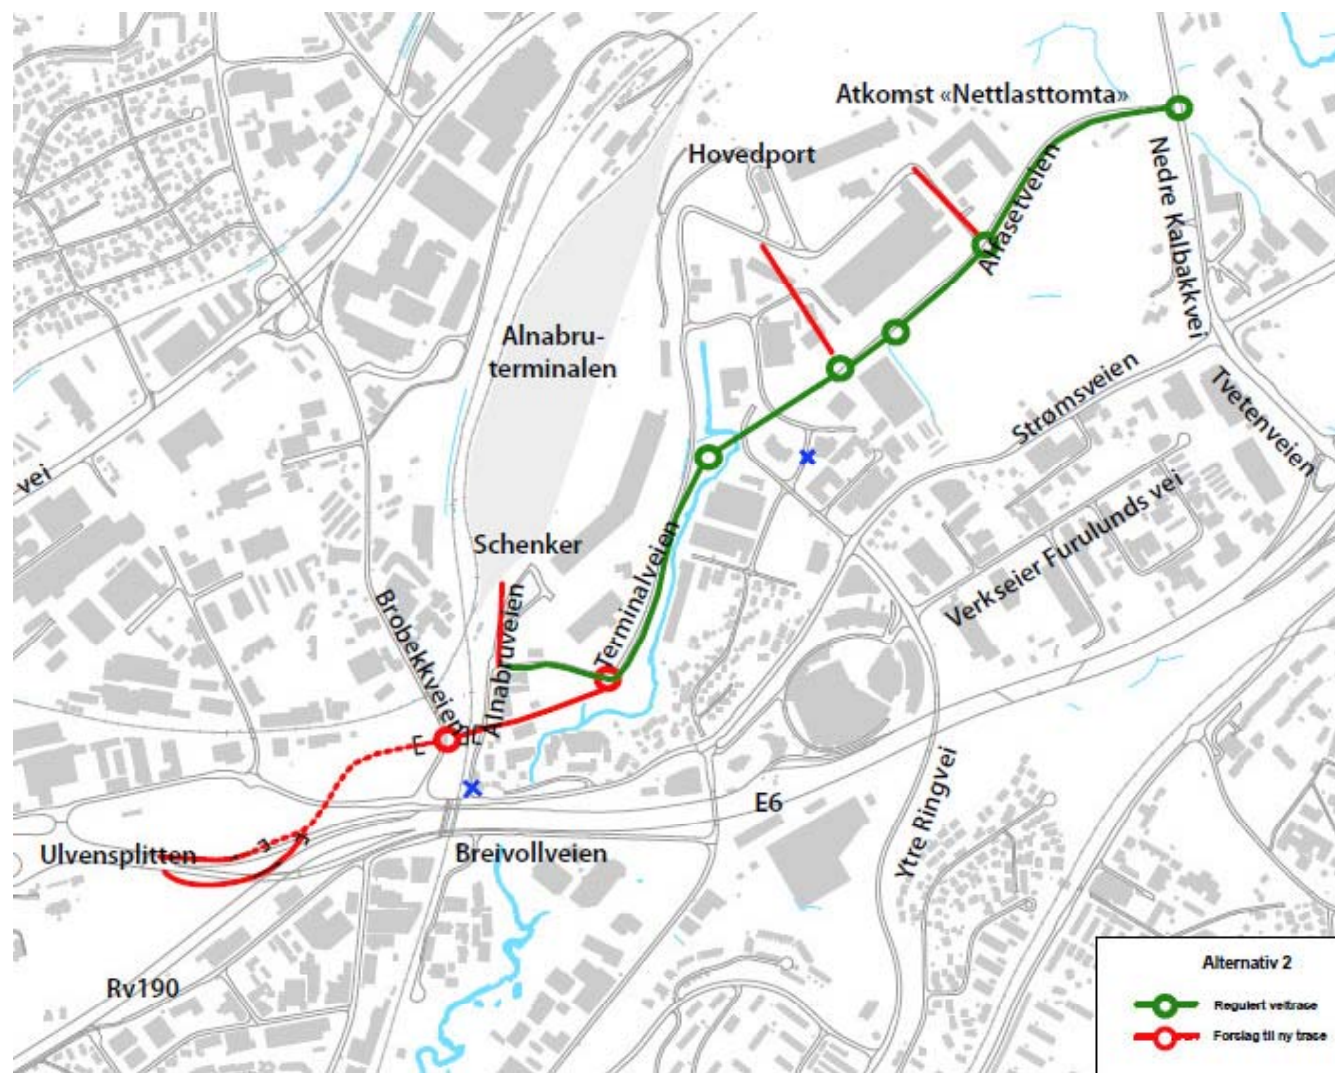 Atkomst «Nettlasttomta»
Hovedport
Nedre Kalbakkvei
Alfasetveien
Alnabru-
terminalen
Strømsveien
Tvetenveien
vei
Verkseier Furulunds vei
Schenker
Terminalveien
Brobekkveien
Alnabruveien
E
E6
Ytre Ringvei
Ulvensplitten
Breivollveien
Rv190
Alternativ 2
Regulert veitrase
Forslag til ny trase